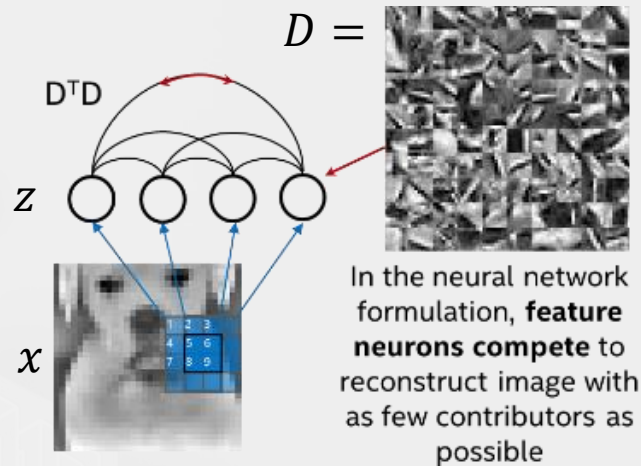 D =
DᵀD
z
x
1 2 3
4 5 6
7 8 9
In the neural network
formulation, feature
neurons compete to
reconstruct image with
as few contributors as
possible